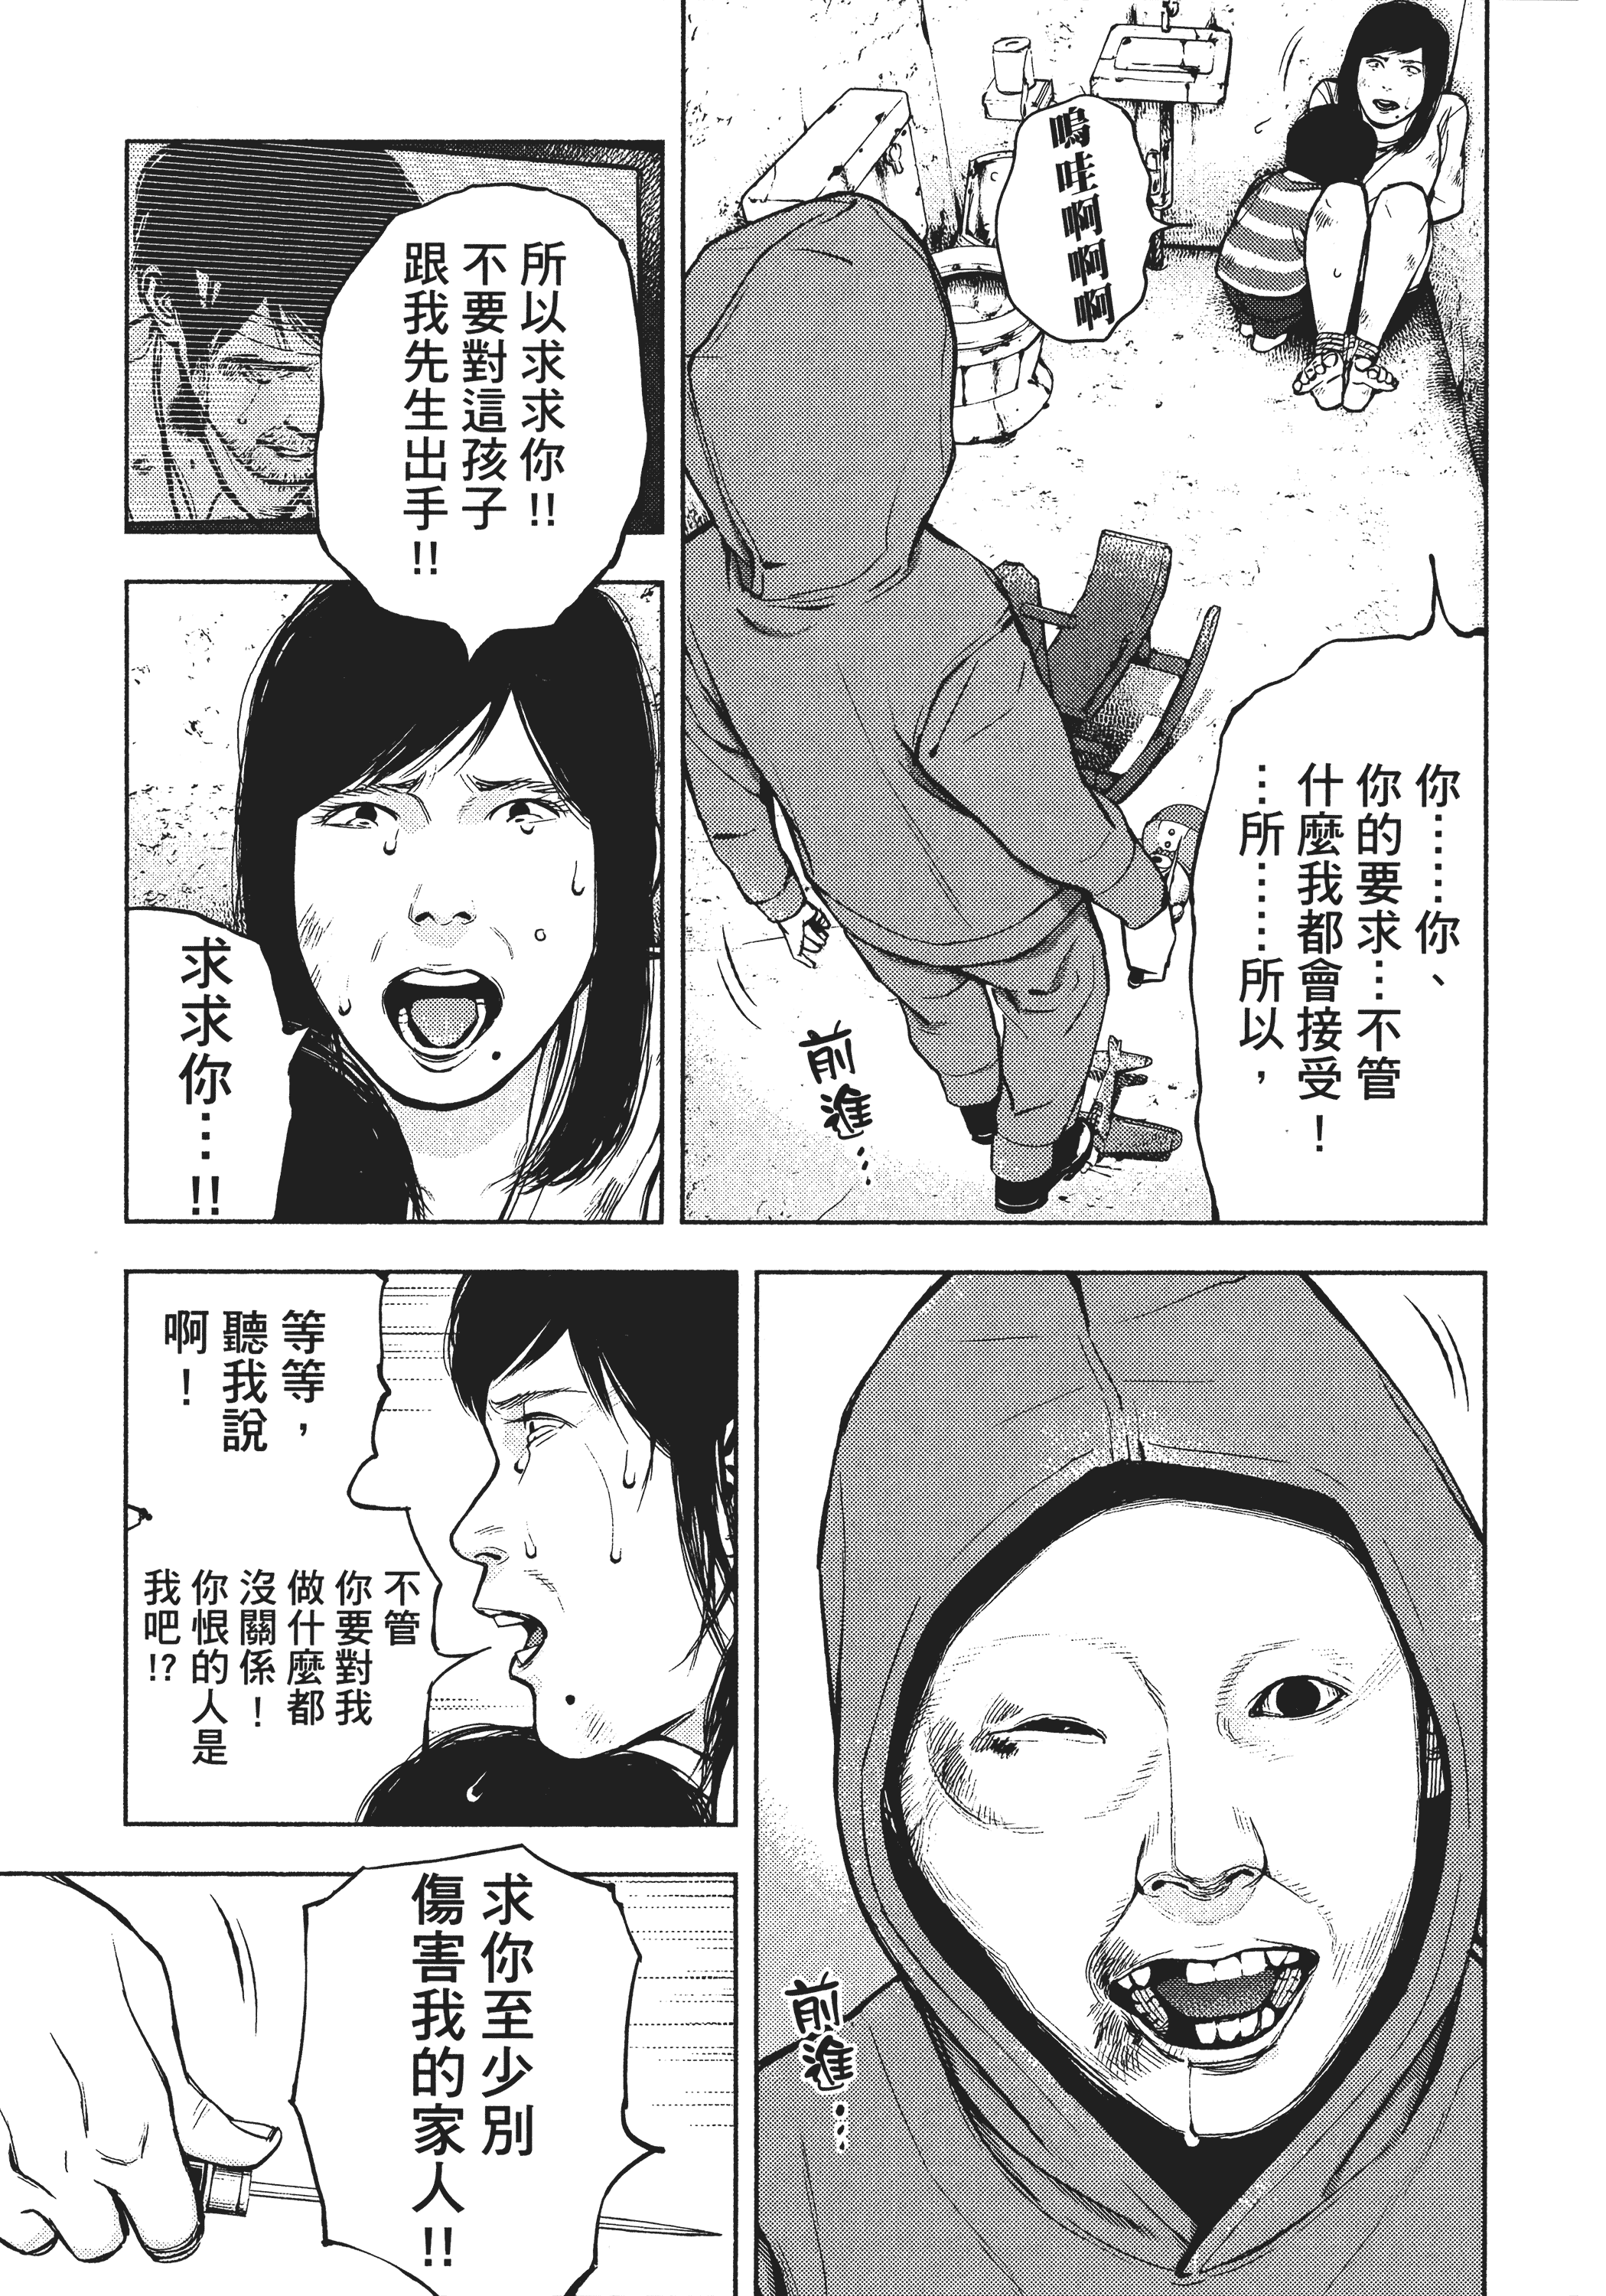 嗚哇啊啊啊
你……你、
你的要求…不管
什麼我都會接受！
…所……所以，
前進…
所以求求你!!
不要對這孩子
跟我先生出手!!
求求你…!!
前進…
等等，
聽我說
啊！
不管
你要對我
做什麼都
沒關係！
你恨的人是
我吧!?
求你至少別
傷害我的家人!!